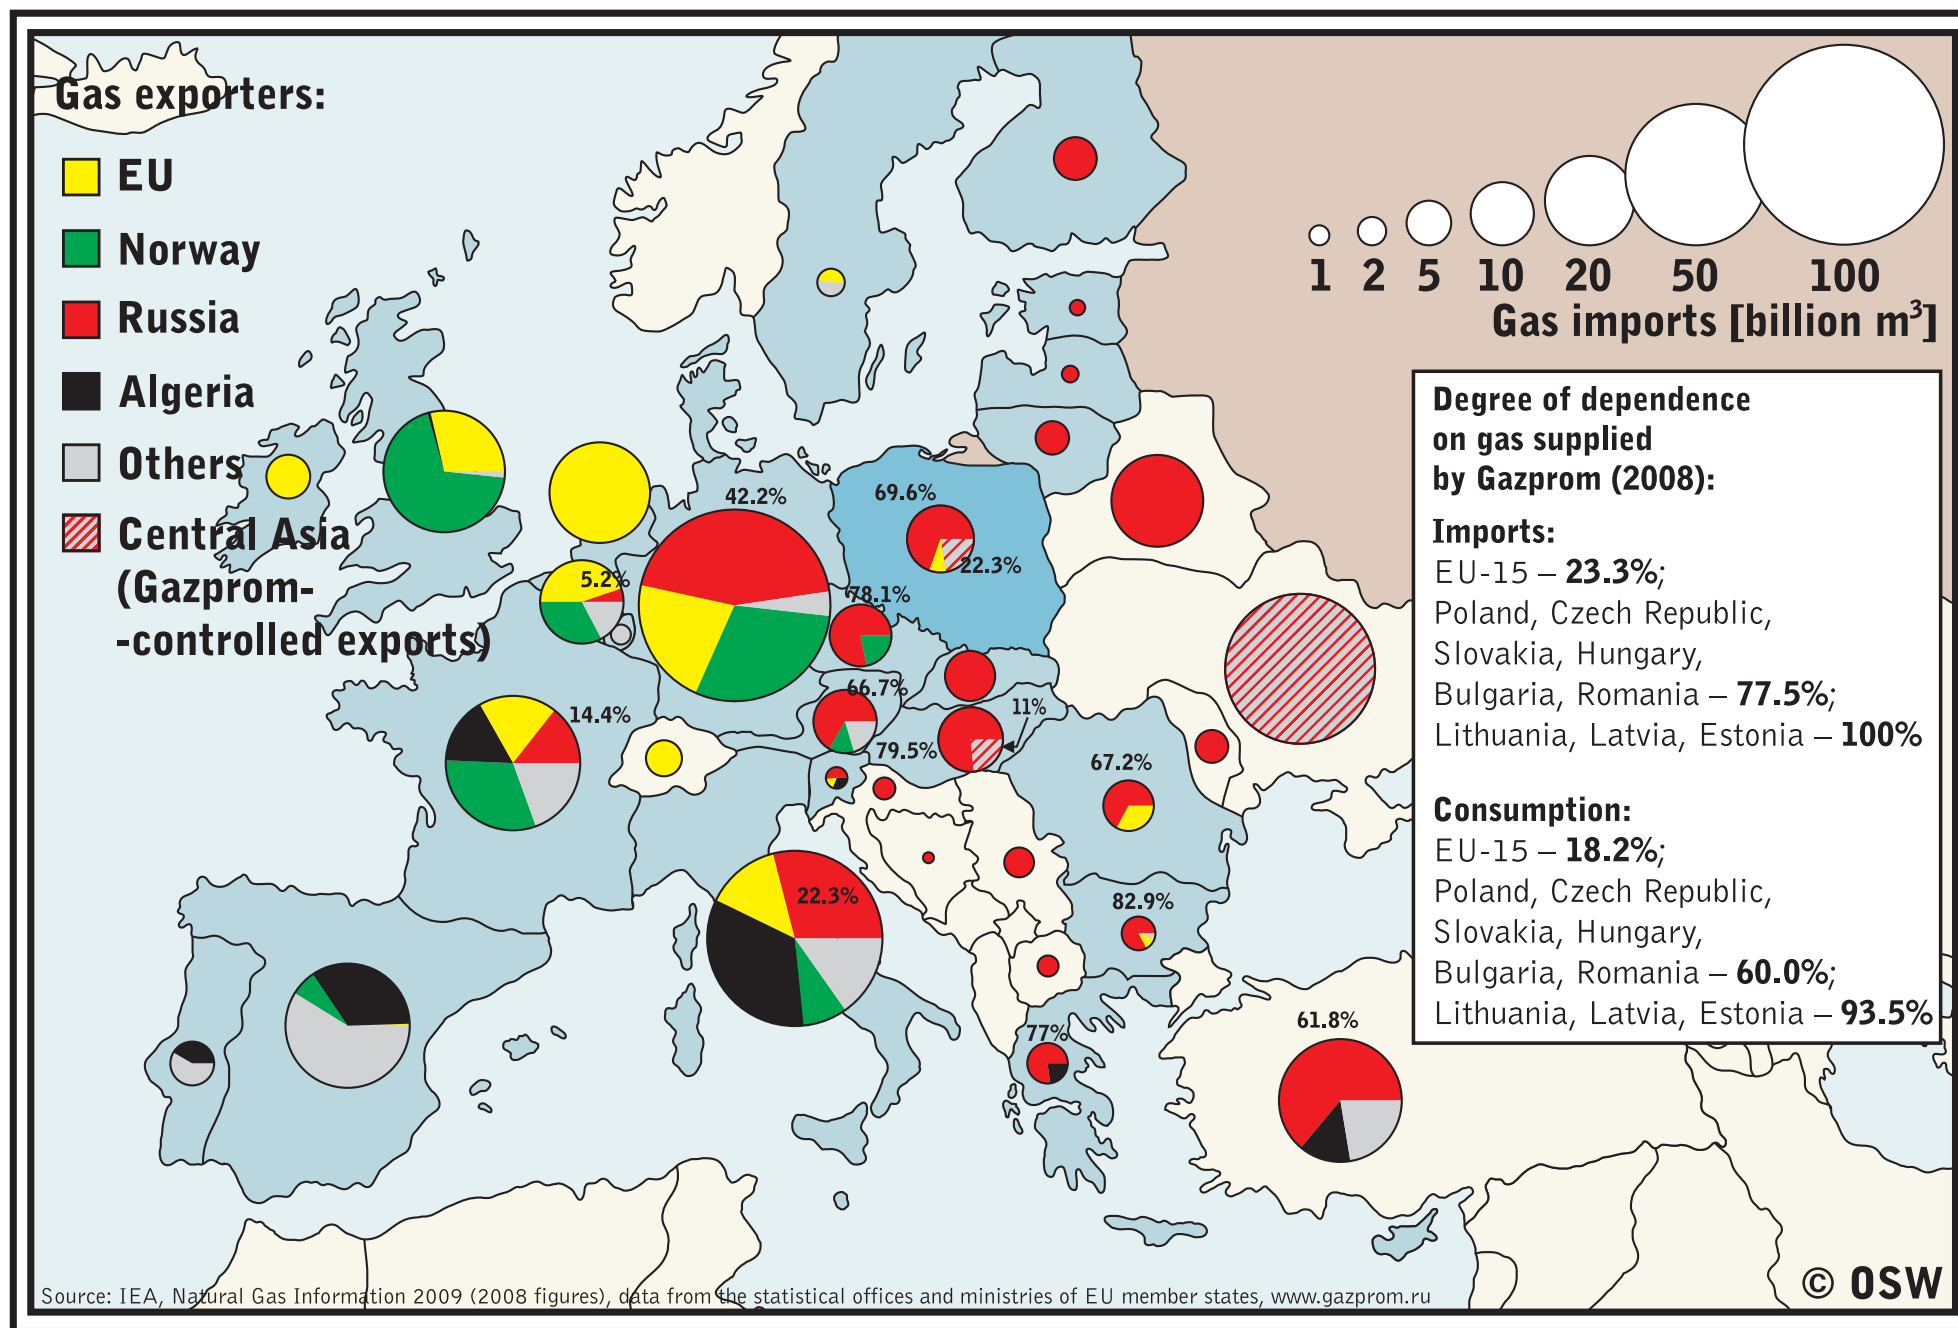 Gas exporters:
EU
Norway
Russia
Algeria
Others
Central Asia
(Gazprom-
-controlled exports)
1 2 5 10 20 50 100
Gas imports [billion m³]
Degree of dependence
on gas supplied
by Gazprom (2008):
Imports:
EU-15 – 23.3%;
Poland, Czech Republic,
Slovakia, Hungary,
Bulgaria, Romania – 77.5%;
Lithuania, Latvia, Estonia – 100%
Consumption:
EU-15 – 18.2%;
Poland, Czech Republic,
Slovakia, Hungary,
Bulgaria, Romania – 60.0%;
Lithuania, Latvia, Estonia – 93.5%
42.2%
69.6%
22.3%
5.2%
78.1%
66.7%
14.4%
11%
79.5%
67.2%
22.3%
82.9%
77%
61.8%
© OSW
Source: IEA, Natural Gas Information 2009 (2008 figures), data from the statistical offices and ministries of EU member states, www.gazprom.ru